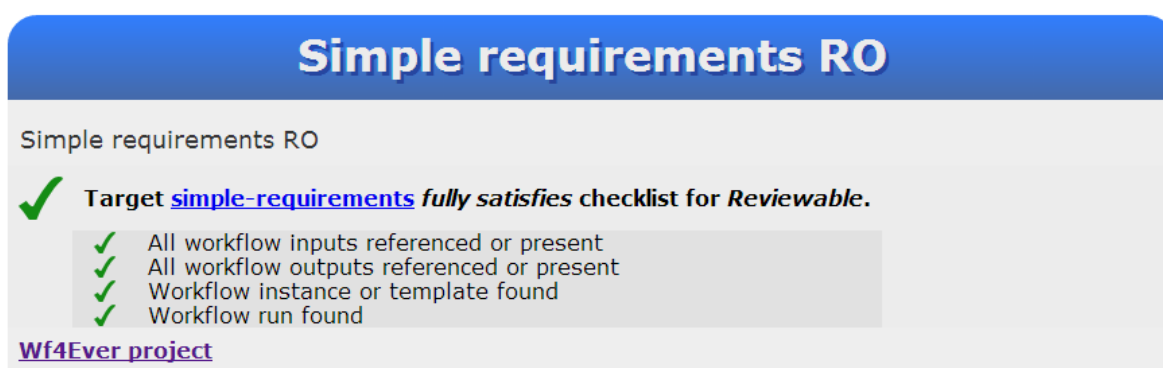 Simple requirements RO
Simple requirements RO
Target simple-requirements fully satisfies checklist for Reviewable.
All workflow inputs referenced or present
All workflow outputs referenced or present
Workflow instance or template found
Workflow run found
Wf4Ever project